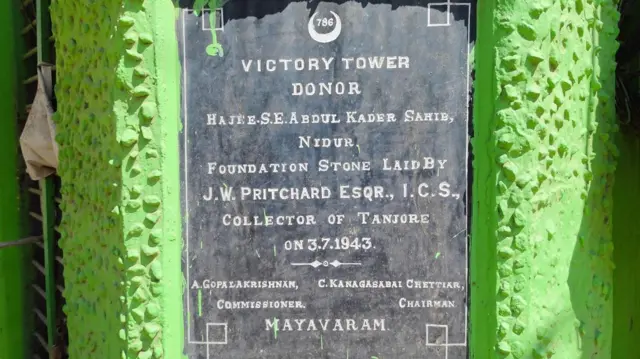 786
VICTORY TOWER
DONOR
HAJEE.S.E.ABDUL KADER SAHIB,
NIDUR,
FOUNDATION STONE LAID BY
J.W. PRITCHARD ESQR., I.C.S.,
COLLECTOR OF TANJORE
ON 3.7.1943.
A.GOPALAKRISHNAN, C.KANAGASABAI CHETTIAR,
COMMISSIONER. CHAIRMAN
MAYAVARAM.